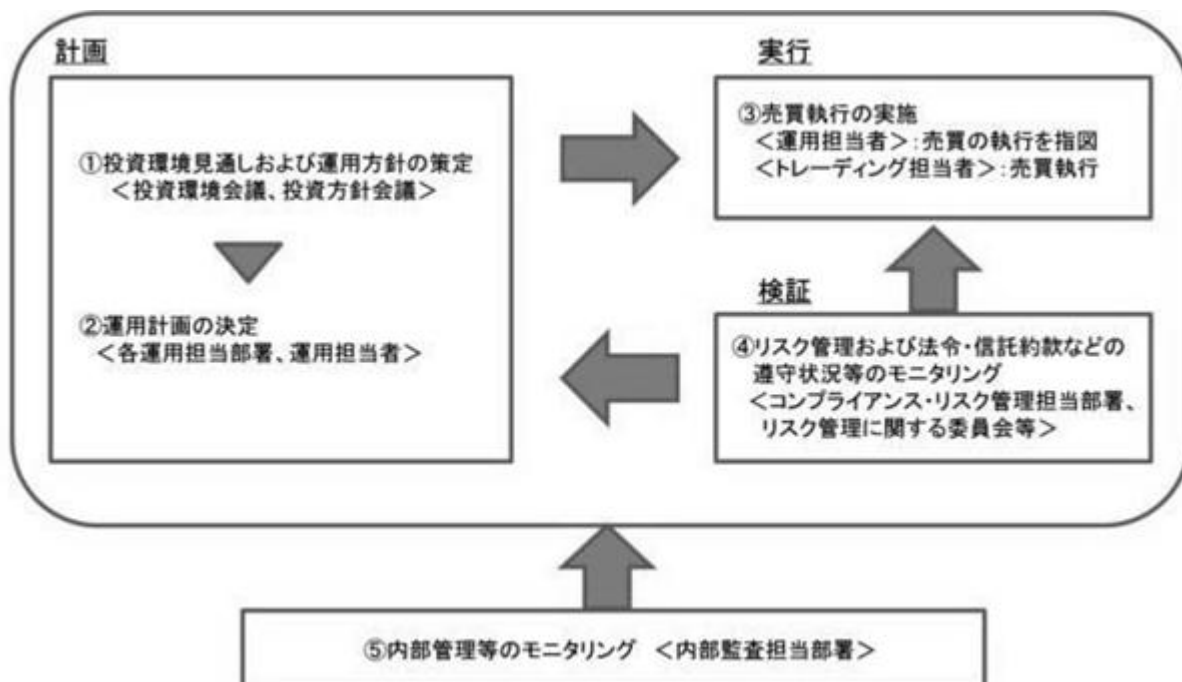 計画
①投資環境見通しおよび運用方針の策定
＜投資環境会議、投資方針会議＞
②運用計画の決定
＜各運用担当部署、運用担当者＞
実行
③売買執行の実施
＜運用担当者＞：売買の執行を指図
＜トレーディング担当者＞：売買執行
検証
④リスク管理および法令・信託約款などの
遵守状況等のモニタリング
＜コンプライアンス・リスク管理担当部署、
リスク管理に関する委員会等＞
⑤内部管理等のモニタリング ＜内部監査担当部署＞